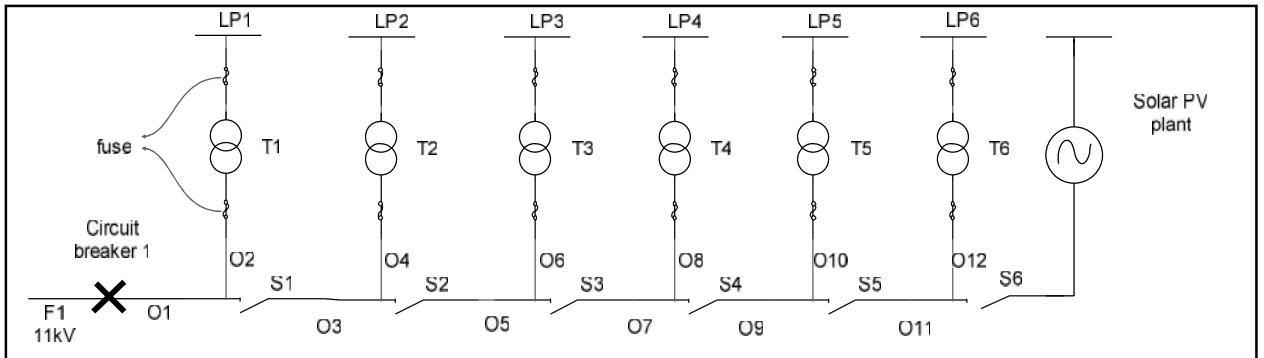 LP1
LP2
LP3
LP4
LP5
LP6
Solar PV
plant
fuse
T1
T2
T3
T4
T5
T6
Circuit
breaker 1
O2
O4
O6
O8
O10
O12
S1
S2
S3
S4
S5
S6
F1
11kV
O1
O3
O5
O7
O9
O11